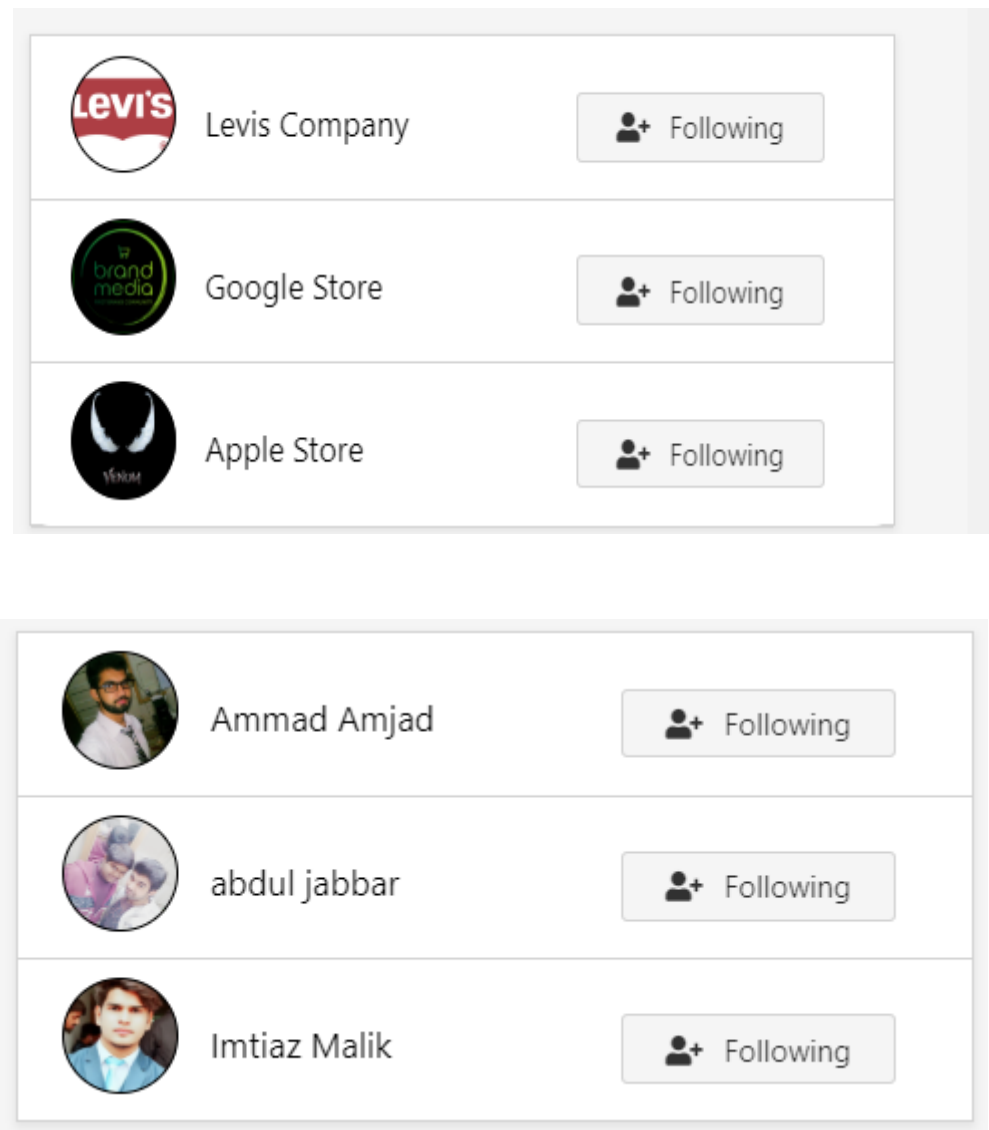 LEVI'S
Levis Company
Following
brand
media
Google Store
Following
VENOM
Apple Store
Following
Ammad Amjad
Following
abdul jabbar
Following
Imtiaz Malik
Following